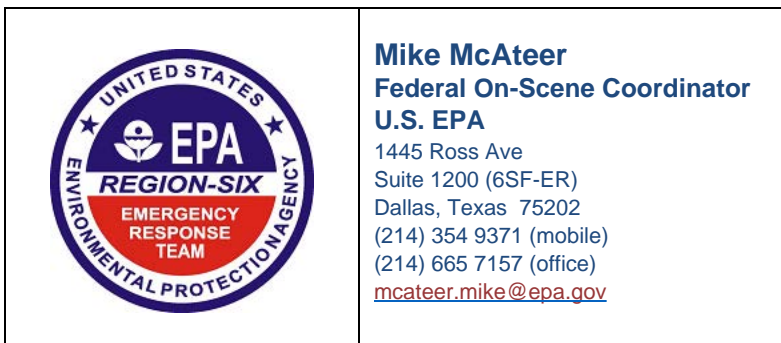 UNITED STATES
EPA
REGION-SIX
EMERGENCY
RESPONSE
TEAM
ENVIRONMENTAL PROTECTION AGENCY
Mike McAteer
Federal On-Scene Coordinator
U.S. EPA
1445 Ross Ave
Suite 1200 (6SF-ER)
Dallas, Texas 75202
(214) 354 9371 (mobile)
(214) 665 7157 (office)
mcateer.mike@epa.gov